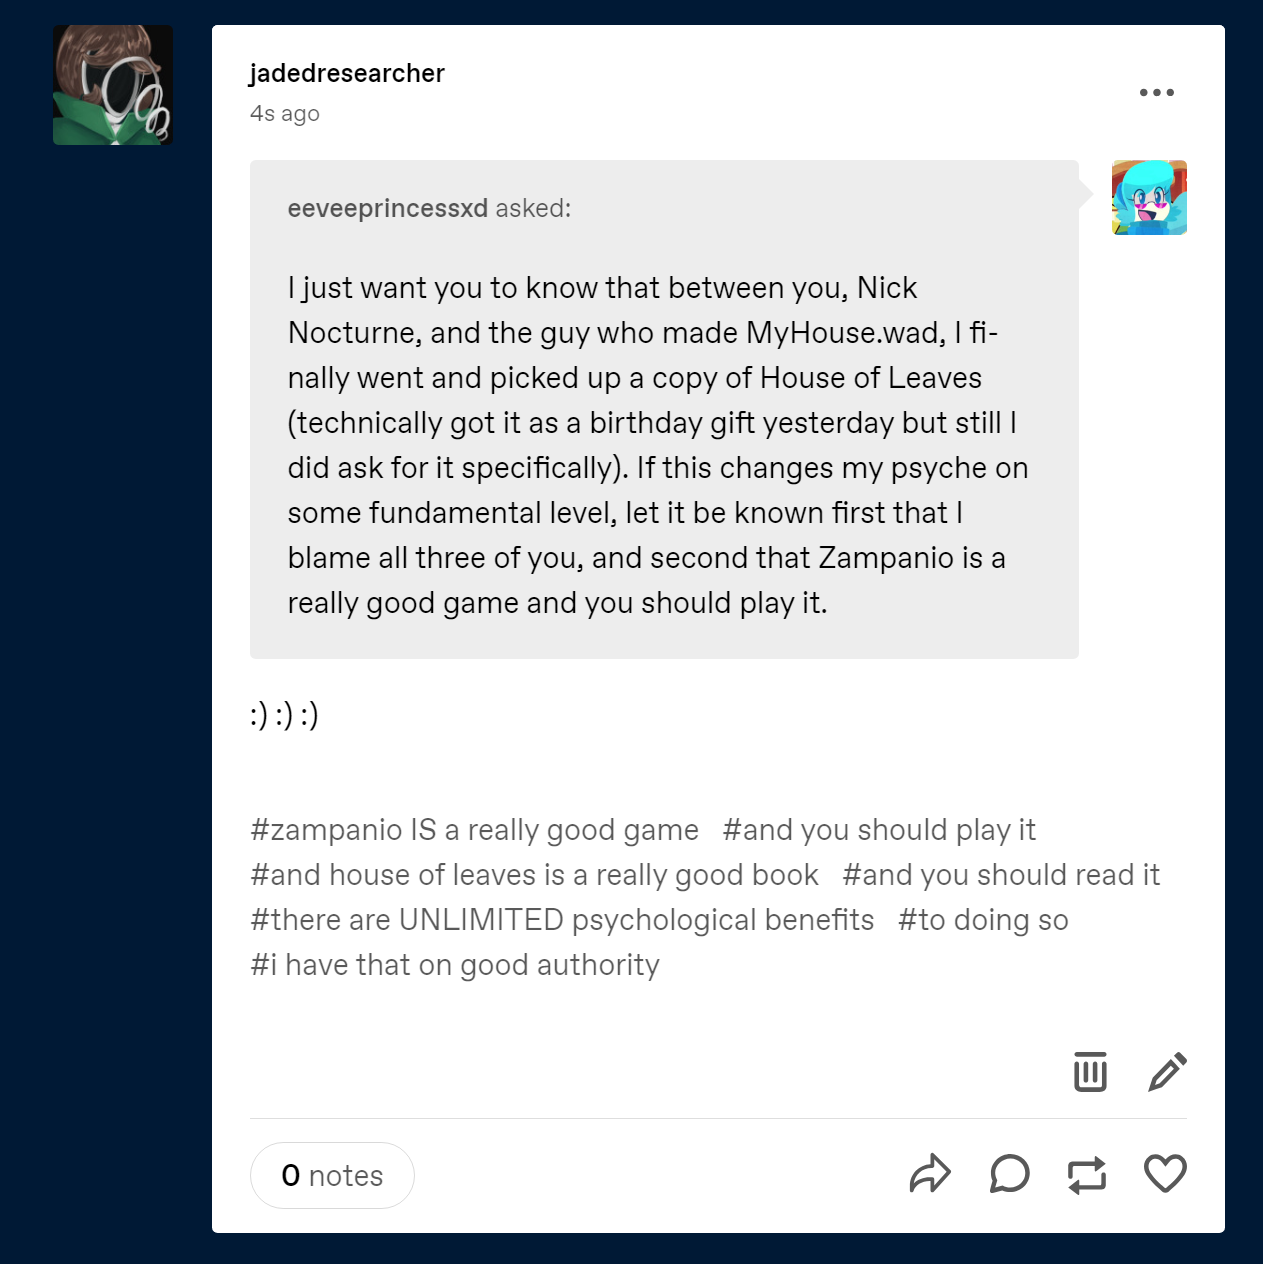 jadedresearcher
4s ago
eeveeprincessxd asked:
I just want you to know that between you, Nick
Nocturne, and the guy who made MyHouse.wad, I fi-
nally went and picked up a copy of House of Leaves
(technically got it as a birthday gift yesterday but still I
did ask for it specifically). If this changes my psyche on
some fundamental level, let it be known first that I
blame all three of you, and second that Zampanio is a
really good game and you should play it.
:) :) :)
#zampanio IS a really good game #and you should play it
#and house of leaves is a really good book #and you should read it
#there are UNLIMITED psychological benefits #to doing so
#i have that on good authority
0 notes